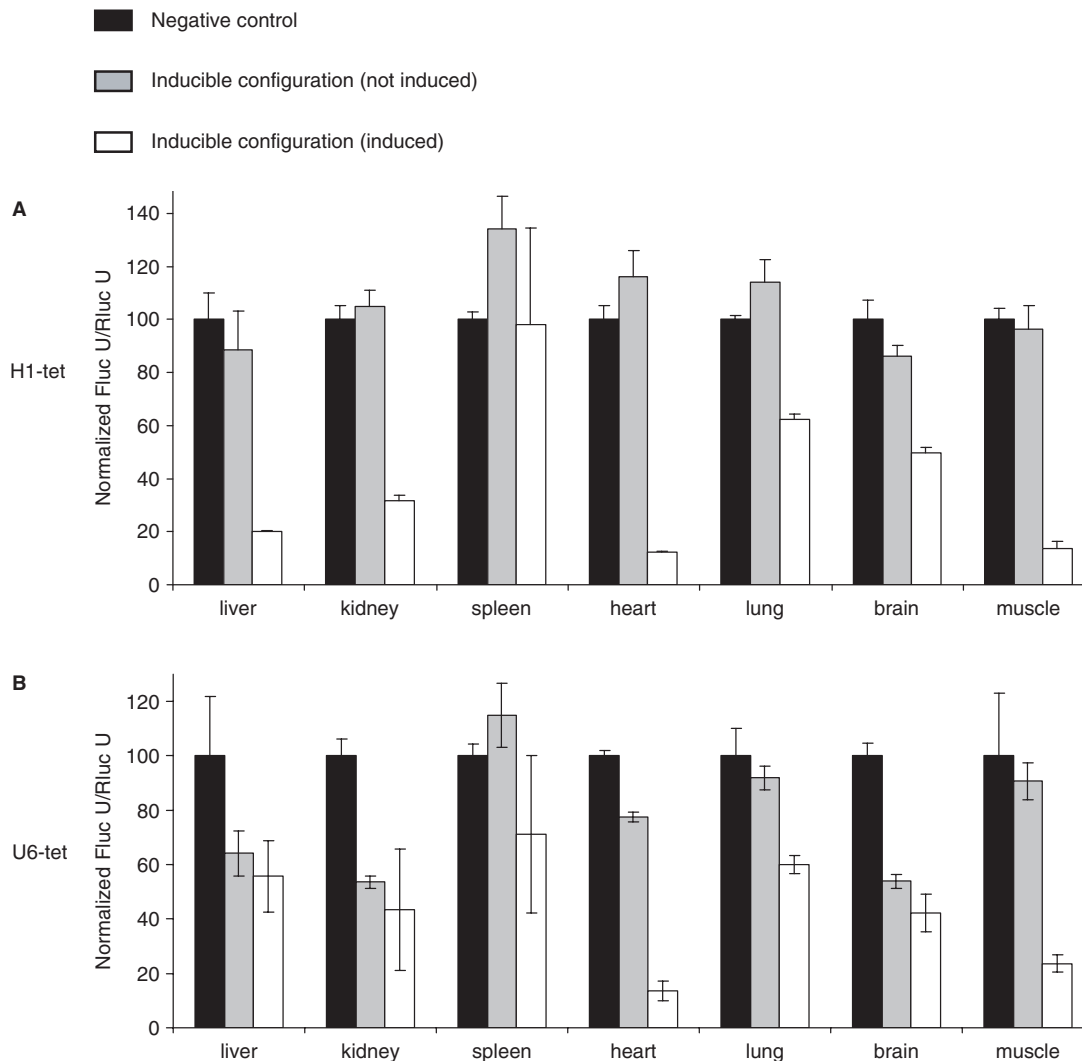 Negative control
Inducible configuration (not induced)
Inducible configuration (induced)
A
H1-tet
Normalized Fluc U/Rluc U
140
120
100
80
60
40
20
0
liver kidney spleen heart lung brain muscle
B
U6-tet
Normalized Fluc U/Rluc U
120
100
80
60
40
20
0
liver kidney spleen heart lung brain muscle